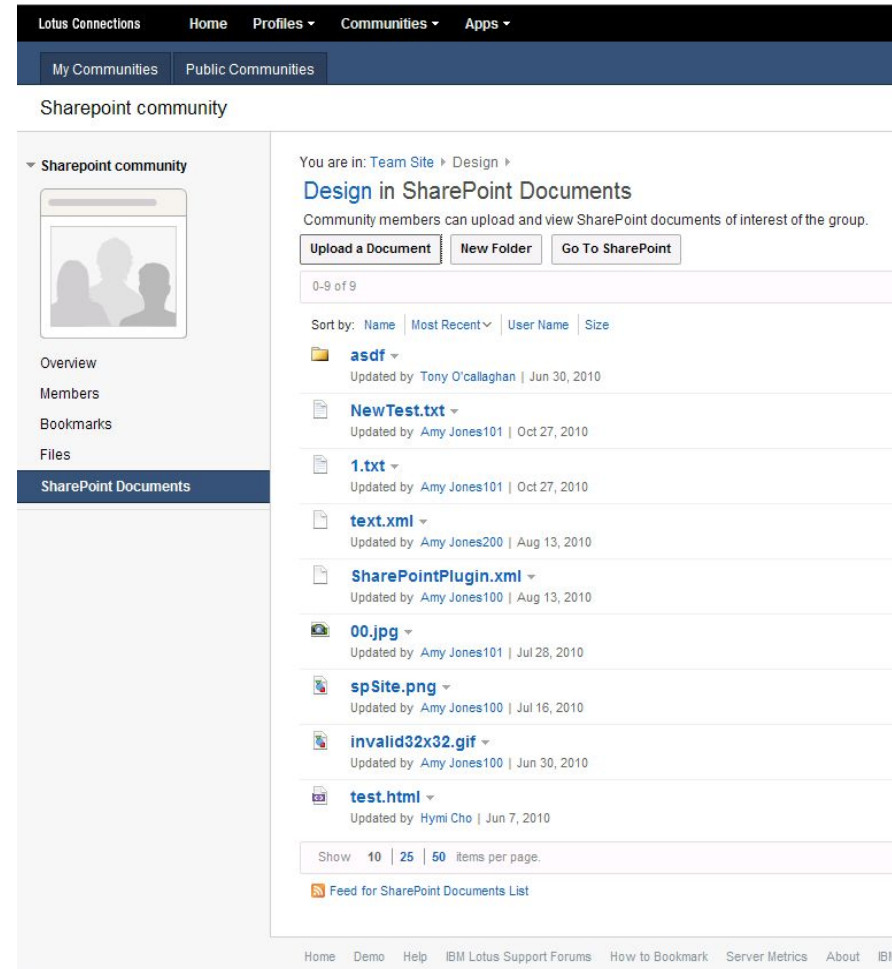 Lotus Connections Home Profiles Communities Apps
My Communities Public Communities
Sharepoint community
Sharepoint community
Overview
Members
Bookmarks
Files
SharePoint Documents
You are in: Team Site Design
Design in SharePoint Documents
Community members can upload and view SharePoint documents of interest of the group.
Upload a Document New Folder Go To SharePoint
0-9 of 9
Sort by: Name Most Recent User Name Size
asdf
Updated by Tony O'callaghan | Jun 30, 2010
NewTest.txt
Updated by Amy Jones101 | Oct 27, 2010
1.txt
Updated by Amy Jones101 | Oct 27, 2010
text.xml
Updated by Amy Jones200 | Aug 13, 2010
SharePointPlugin.xml
Updated by Amy Jones100 | Aug 13, 2010
00.jpg
Updated by Amy Jones101 | Jul 28, 2010
spSite.png
Updated by Amy Jones100 | Jul 16, 2010
invalid32x32.gif
Updated by Amy Jones100 | Jun 30, 2010
test.html
Updated by Hymi Cho | Jun 7, 2010
Show 10 | 25 | 50 items per page.
Feed for SharePoint Documents List
Home Demo Help IBM Lotus Support Forums How to Bookmark Server Metrics About